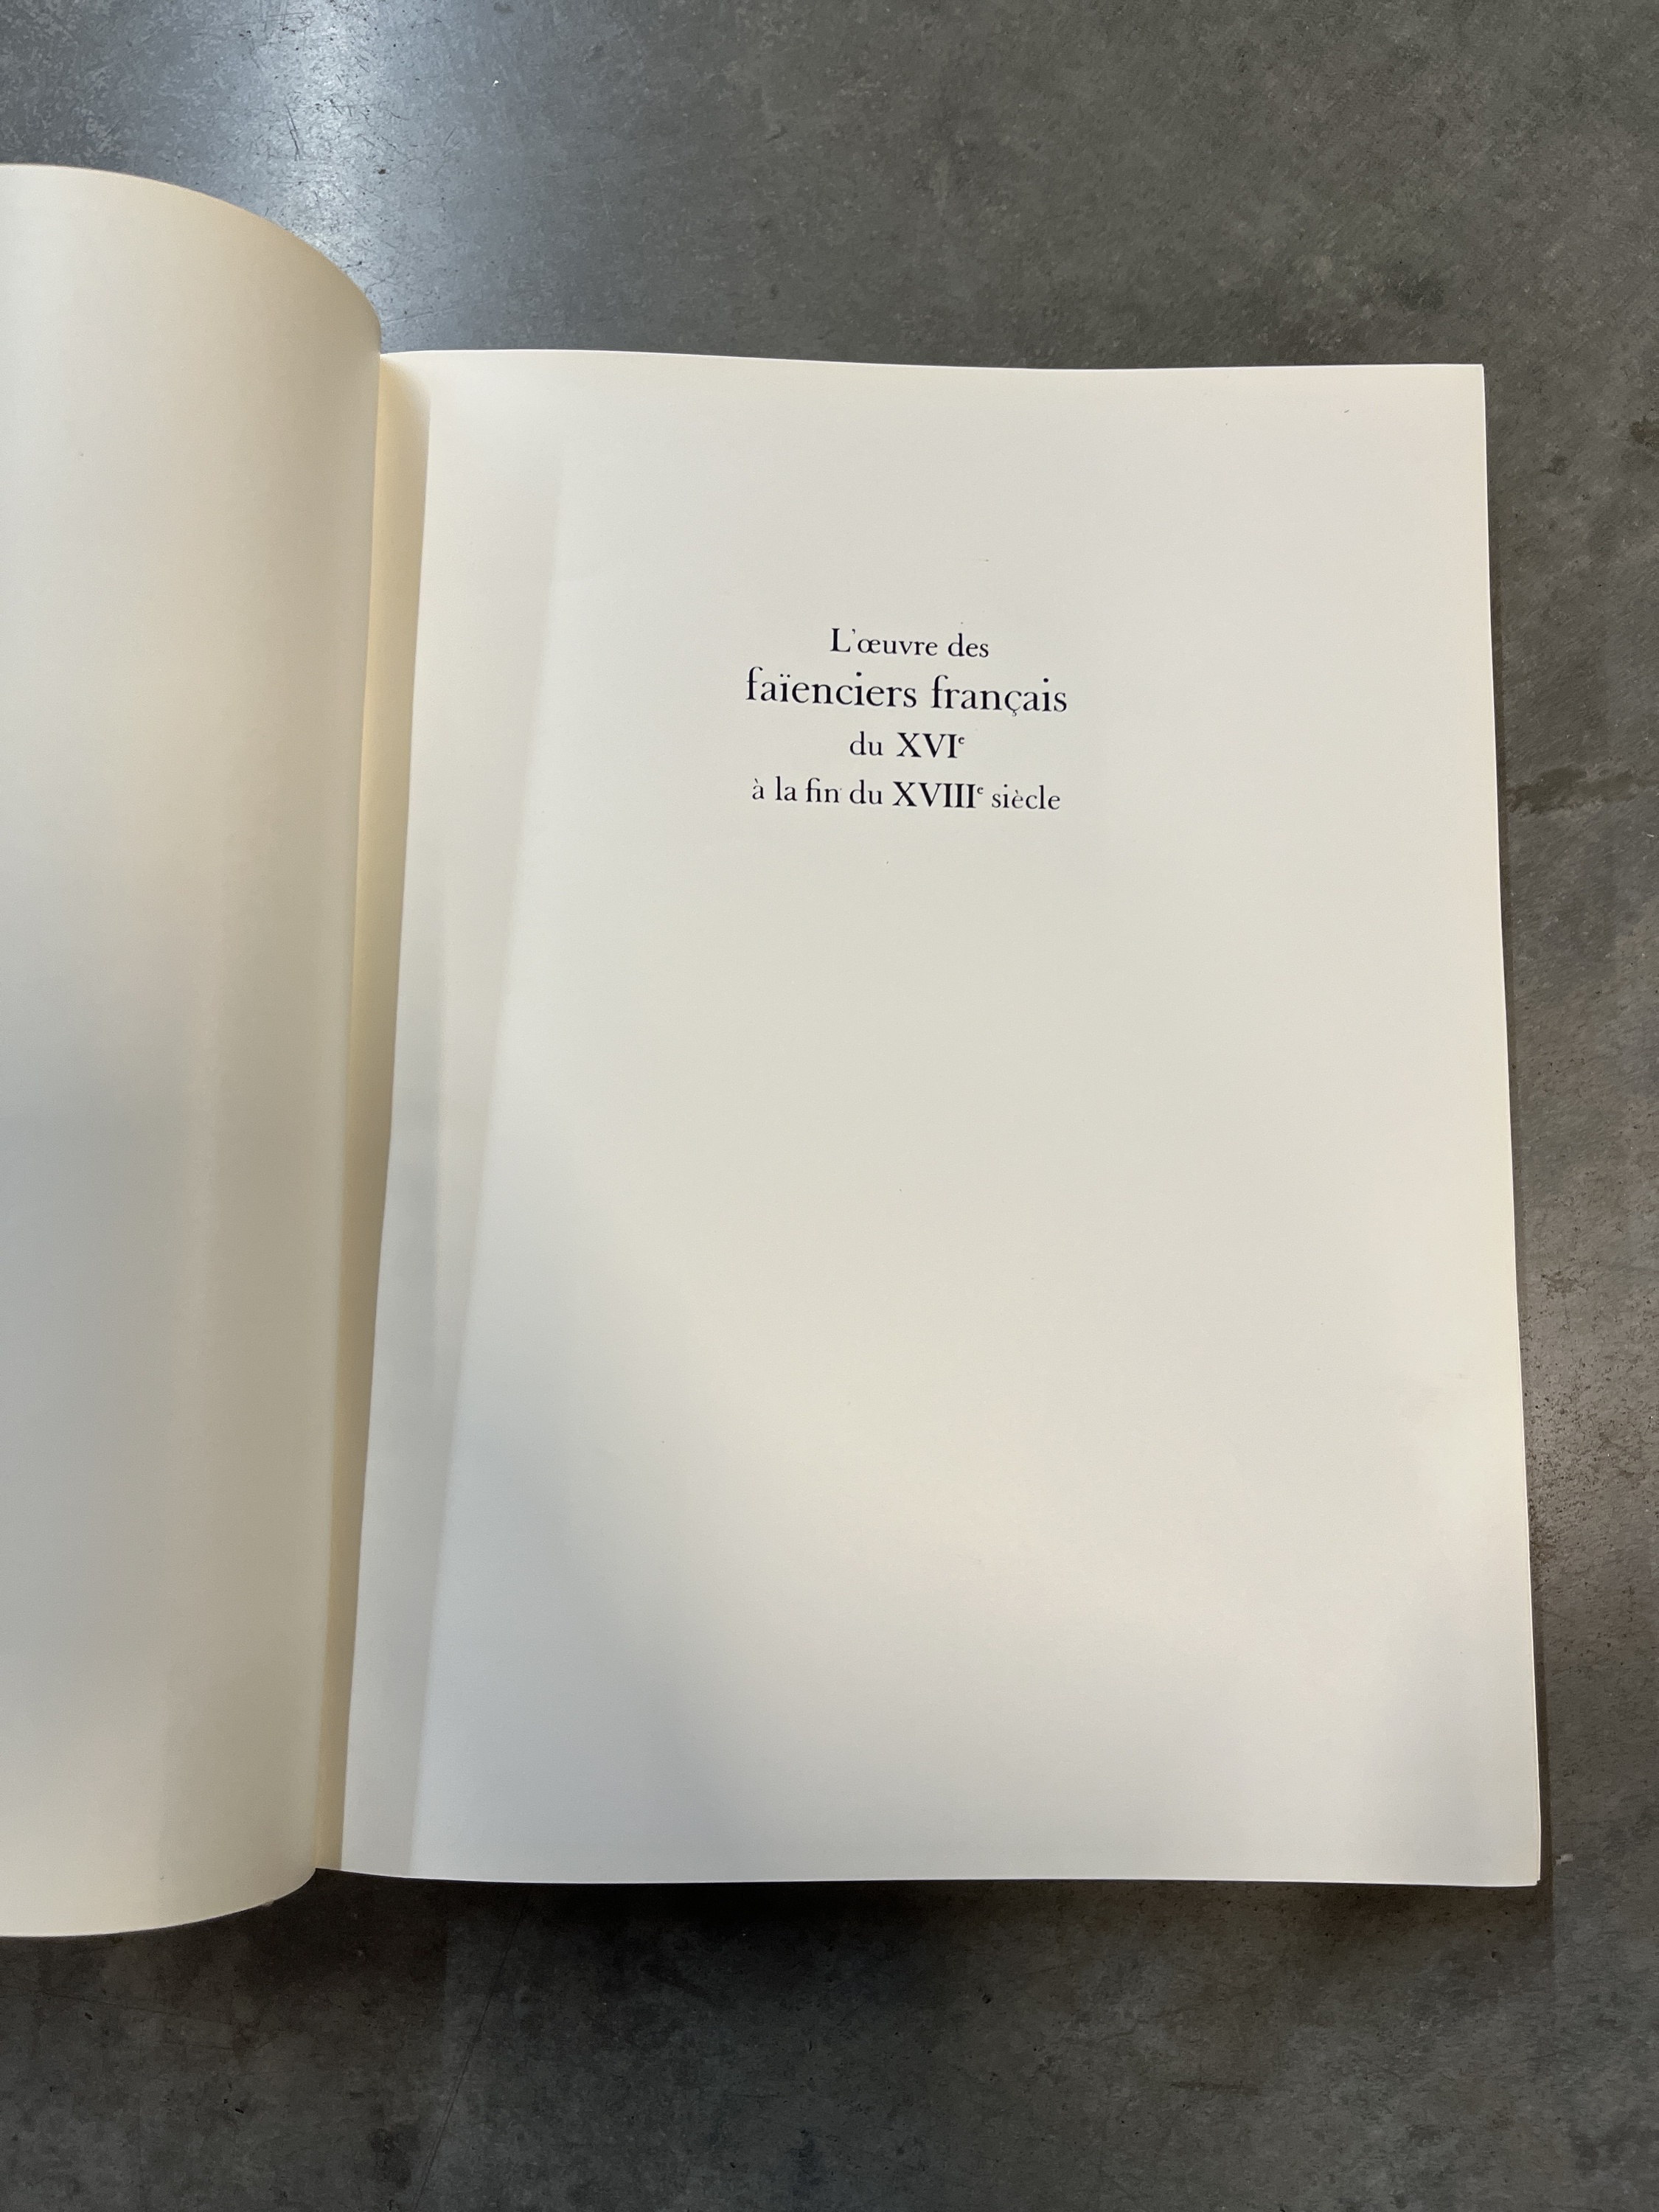 L'œuvre des
faïenciers français
du XVIe
à la fin du XVIIIe siècle